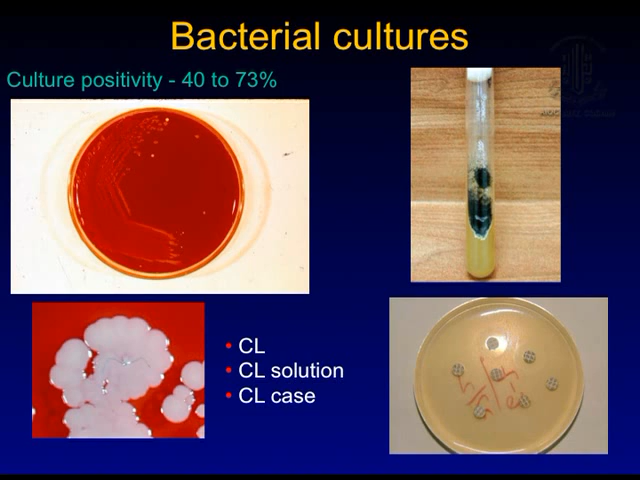 Bacterial cultures
Culture positivity - 40 to 73%
• CL
• CL solution
• CL case